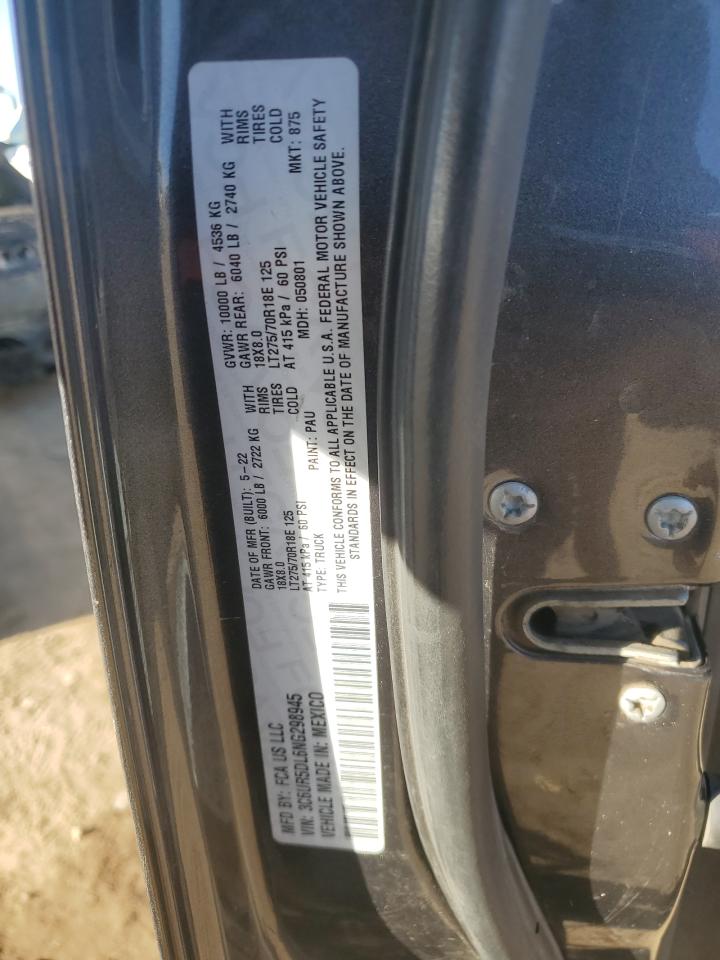 MFD BY: FCA US LLC
DATE OF MFR (BUILT): 5-22
GVWR: 10000 LB / 4536 KG
GAWR FRONT: 6000 LB / 2722 KG WITH
GAWR REAR: 6040 LB / 2740 KG WITH
18X8.0 RIMS
18X8.0 RIMS
LT275/70R18E 125 TIRES
LT275/70R18E 125 TIRES
AT 415 kPa / 60 PSI COLD
AT 415 kPa / 60 PSI COLD
VIN: 3C6UR5DL6NG298945
TYPE: TRUCK
PAINT: PAU
MDH: 050801
MKT: 875
VEHICLE MADE IN: MEXICO
THIS VEHICLE CONFORMS TO ALL APPLICABLE U.S.A. FEDERAL MOTOR VEHICLE SAFETY
STANDARDS IN EFFECT ON THE DATE OF MANUFACTURE SHOWN ABOVE.